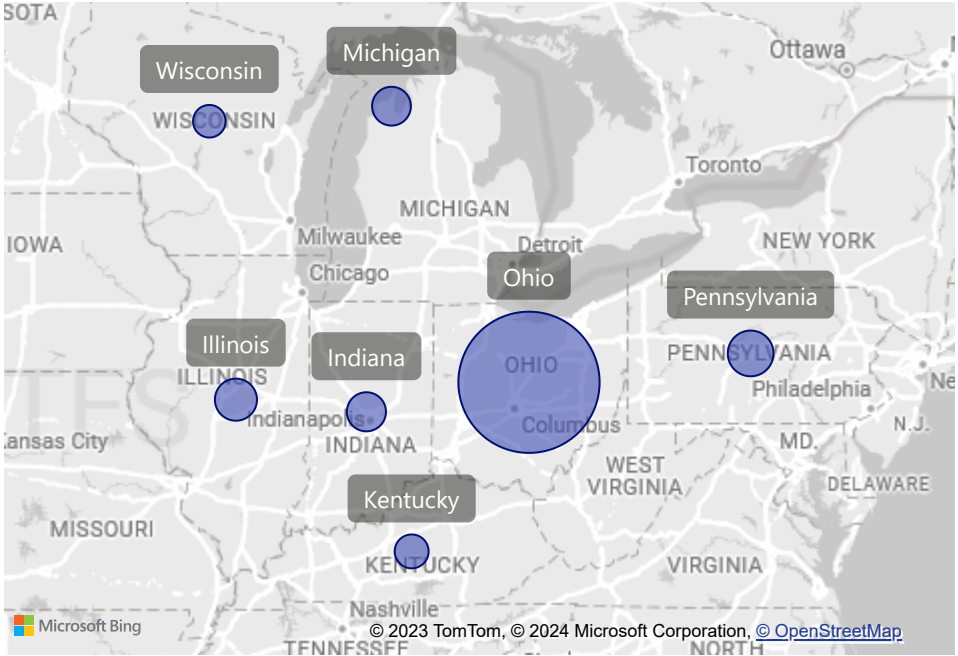 SOTA
Michigan
Ottawa
Wisconsin
WISCONSIN
Toronto
MICHIGAN
IOWA
Milwaukee
Detroit
NEW YORK
Chicago
Ohio
Pennsylvania
Illinois
Indiana
OHIO
PENNSYLVANIA
ILLINOIS
Philadelphia
Ne
TES
Indianapolis
Columbus
N.J.
Kansas City
INDIANA
MD.
WEST
VIRGINIA
DELAWARE
Kentucky
MISSOURI
KENTUCKY
VIRGINIA
Nashville
Microsoft Bing
© 2023 TomTom, © 2024 Microsoft Corporation, © OpenStreetMap
TENNESSEE
NORTH